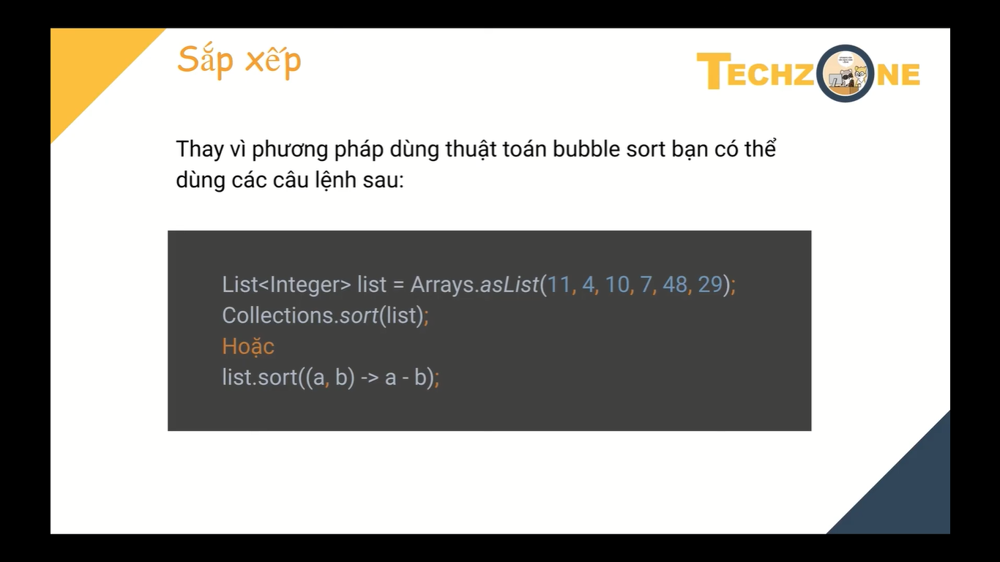 Sắp xếp
TECHZONE
Thay vì phương pháp dùng thuật toán bubble sort bạn có thể
dùng các câu lệnh sau:
List<Integer> list = Arrays.asList(11, 4, 10, 7, 48, 29);
Collections.sort(list);
Hoặc
list.sort((a, b) -> a - b);